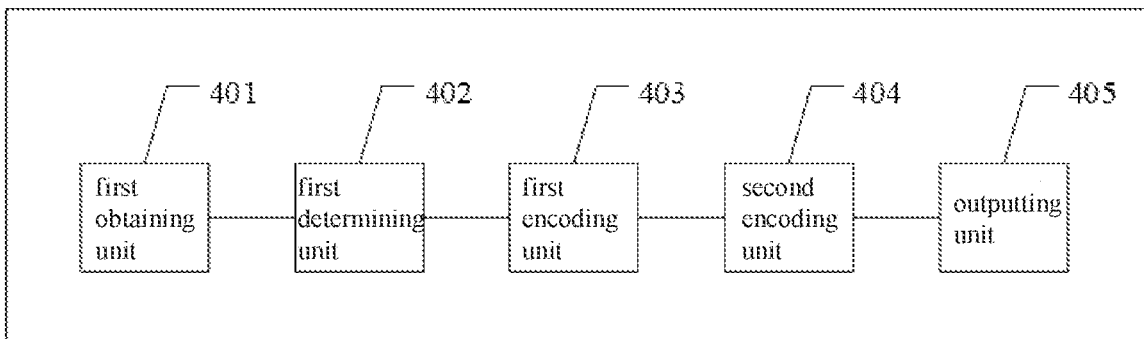 401 402 403 404 405
first
obtaining
unit
first
determining
unit
first
encoding
unit
second
encoding
unit
outputting
unit